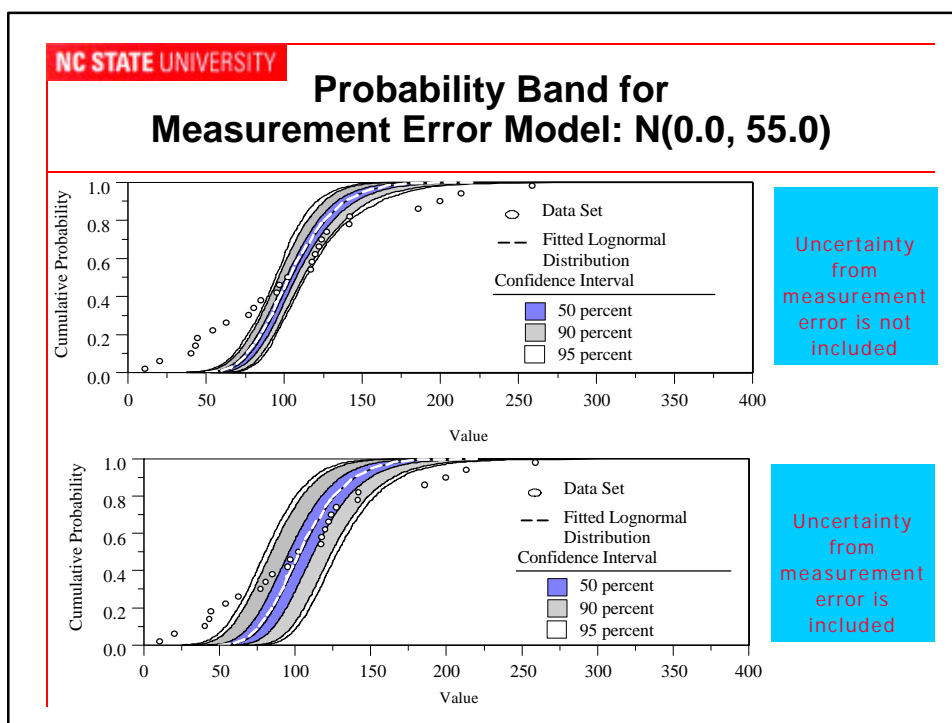 NC STATE UNIVERSITY
Probability Band for
Measurement Error Model: N(0.0, 55.0)
Cumulative Probability
1.0
0.8
0.6
0.4
0.2
0.0
Data Set
Fitted Lognormal
Distribution
Confidence Interval
50 percent
90 percent
95 percent
0 50 100 150 200 250 300 350 400
Value
Uncertainty
from
measurement
error is not
included
Cumulative Probability
1.0
0.8
0.6
0.4
0.2
0.0
Data Set
Fitted Lognormal
Distribution
Confidence Interval
50 percent
90 percent
95 percent
0 50 100 150 200 250 300 350 400
Value
Uncertainty
from
measurement
error is
included